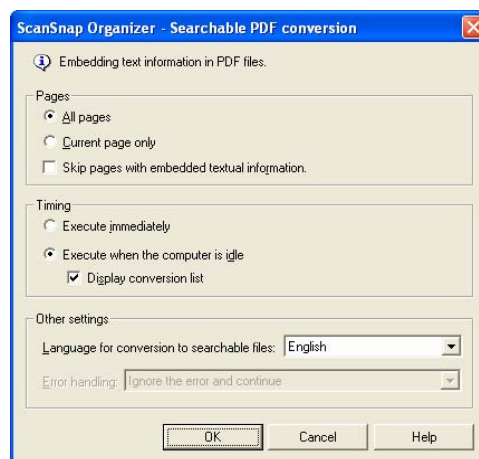 ScanSnap Organizer - Searchable PDF conversion
Embedding text information in PDF files.
Pages
All pages
Current page only
Skip pages with embedded textual information.
Timing
Execute immediately
Execute when the computer is idle
Display conversion list
Other settings
Language for conversion to searchable files: English
Error handling: Ignore the error and continue
OK Cancel Help